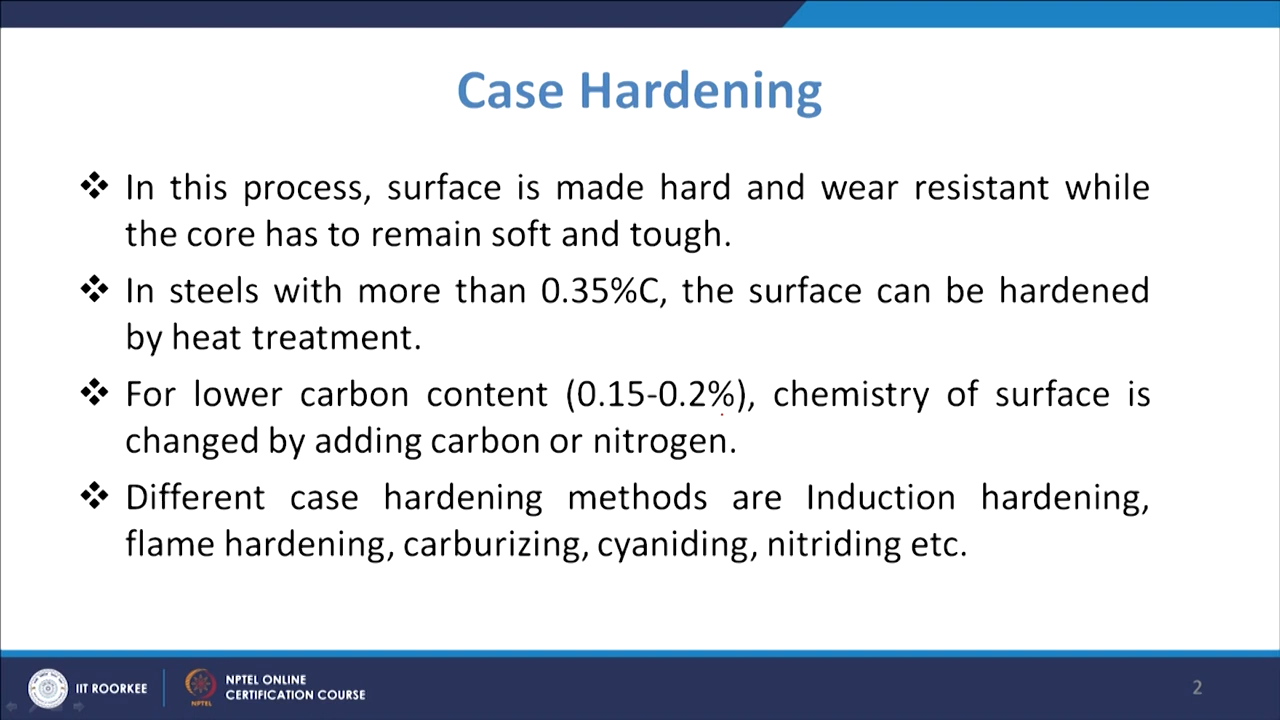 Case Hardening
❖ In this process, surface is made hard and wear resistant while
the core has to remain soft and tough.
❖ In steels with more than 0.35%C, the surface can be hardened
by heat treatment.
❖ For lower carbon content (0.15-0.2%), chemistry of surface is
changed by adding carbon or nitrogen.
❖ Different case hardening methods are Induction hardening,
flame hardening, carburizing, cyaniding, nitriding etc.
IIT ROORKEE
NPTEL
NPTEL ONLINE
CERTIFICATION COURSE
2